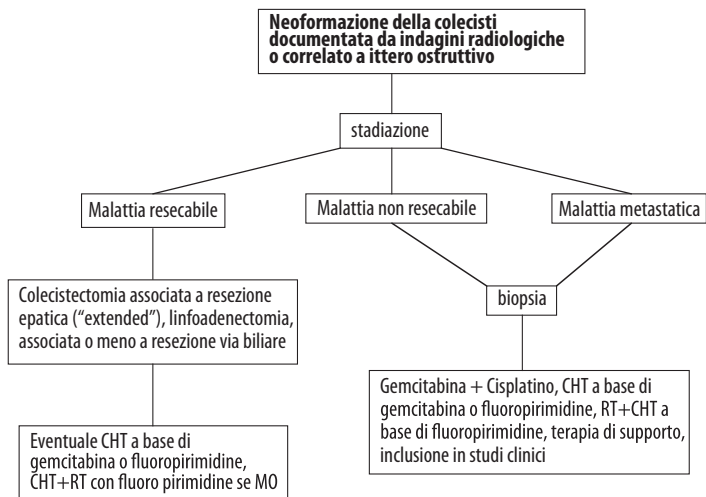 Neoformazione della colecisti
documentata da indagini radiologiche
o correlato a ittero ostruttivo
stadiazione
Malattia resecabile
Malattia non resecabile
Malattia metastatica
Colecistectomia associata a resezione
epatica (“extended”), linfoadenectomia,
associata o meno a resezione via biliare
biopsia
Gemcitabina + Cisplatino, CHT a base di
gemcitabina o fluoropirimidine, RT+CHT a
base di fluoropirimidine, terapia di supporto,
inclusione in studi clinici
Eventuale CHT a base di
gemcitabina o fluoropirimidine,
CHT+RT con fluoro pirimidine se MO